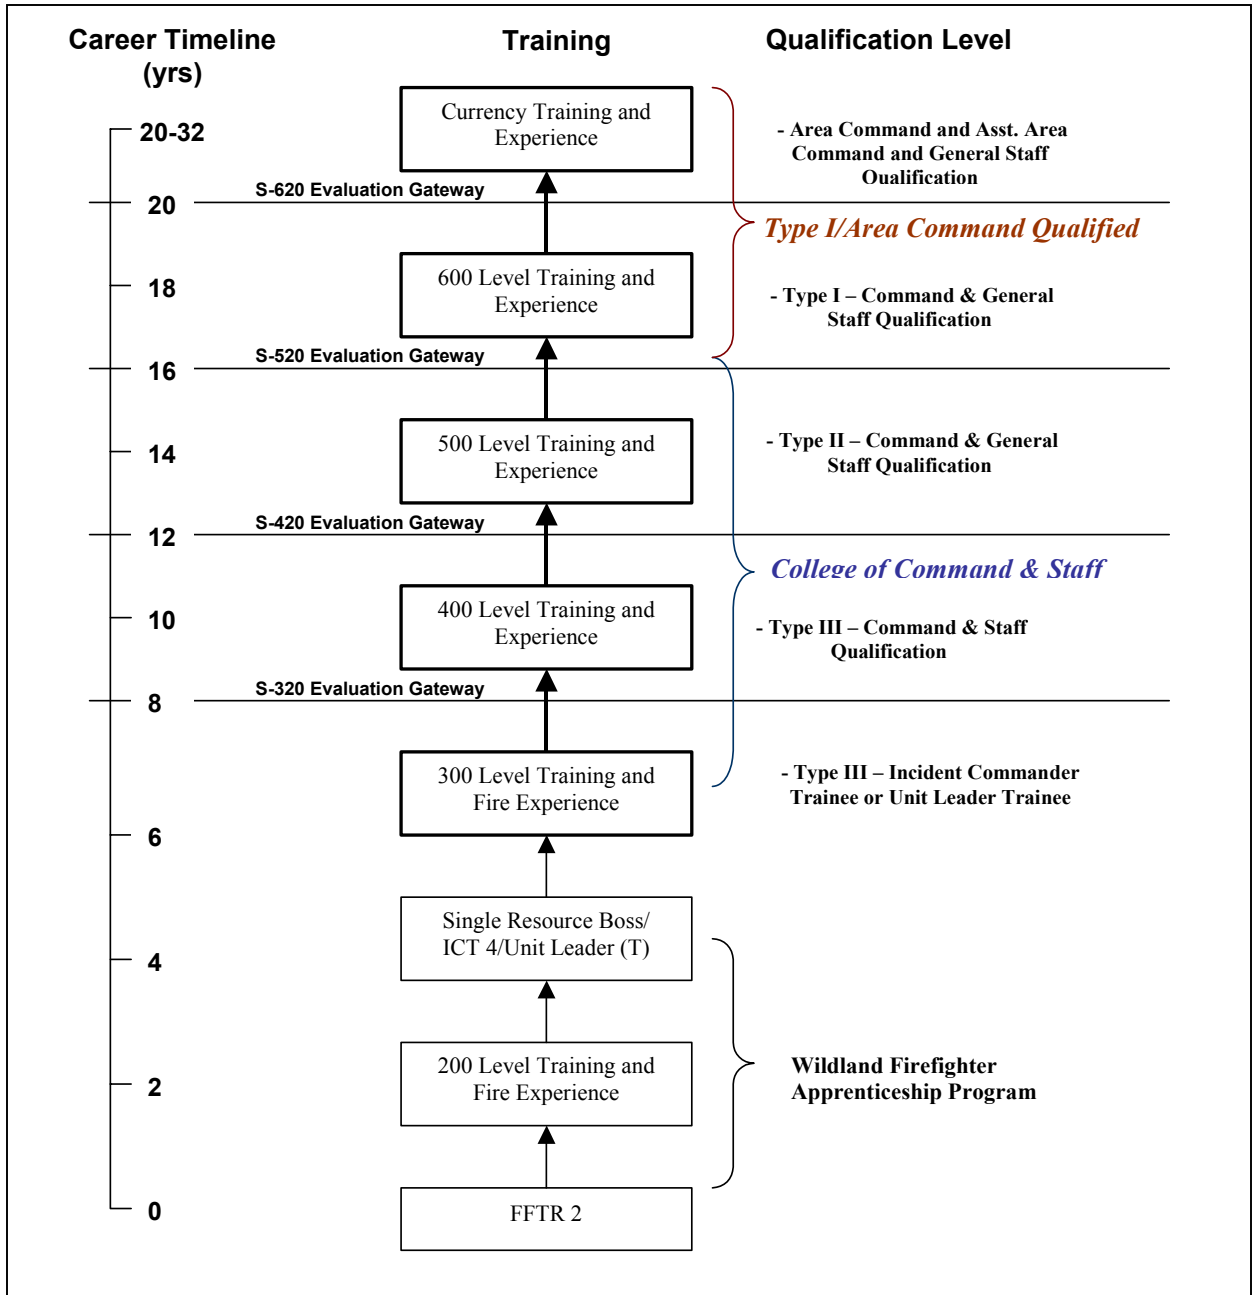 Career Timeline
(yrs)
Training
Qualification Level
20-32
Currency Training and
Experience
- Area Command and Asst. Area
Command and General Staff
Oualification
S-620 Evaluation Gateway
20
Type I/Area Command Qualified
18
600 Level Training and
Experience
- Type I – Command & General
Staff Qualification
S-520 Evaluation Gateway
16
14
500 Level Training and
Experience
- Type II – Command & General
Staff Qualification
S-420 Evaluation Gateway
12
College of Command & Staff
10
400 Level Training and
Experience
- Type III – Command & Staff
Qualification
S-320 Evaluation Gateway
8
300 Level Training and
Fire Experience
- Type III – Incident Commander
Trainee or Unit Leader Trainee
6
Single Resource Boss/
ICT 4/Unit Leader (T)
4
200 Level Training and
Fire Experience
2
Wildland Firefighter
Apprenticeship Program
0
FFTR 2